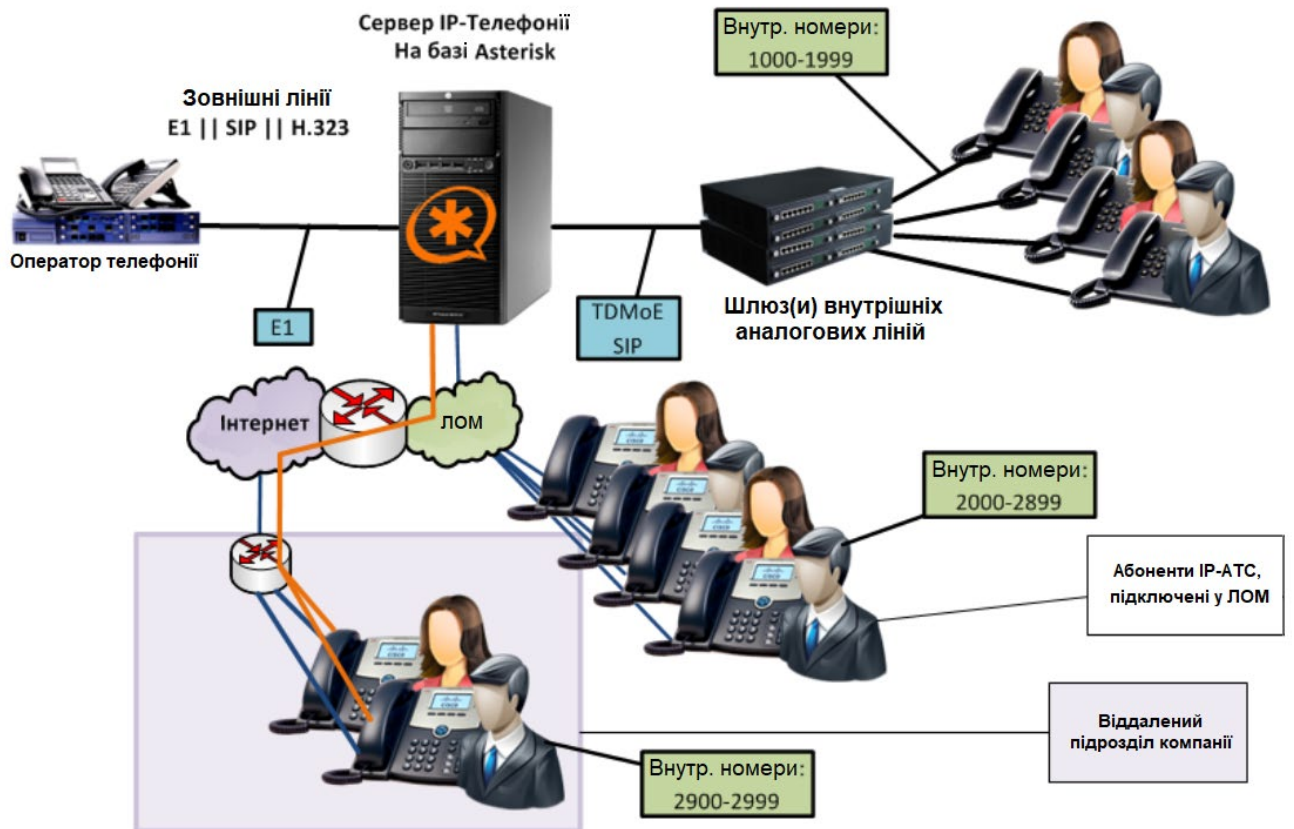 Сервер IP-Телефонії
На базі Asterisk
Внутр. номери:
1000-1999
Зовнішні лінії
E1 || SIP || H.323
Оператор телефонії
E1
TDMoE
SIP
Шлюз(и) внутрішніх
аналогових ліній
Інтернет
ЛОМ
Внутр. номери:
2000-2899
Абоненти IP-АТС,
підключені у ЛОМ
Віддалений
підрозділ компанії
Внутр. номери:
2900-2999